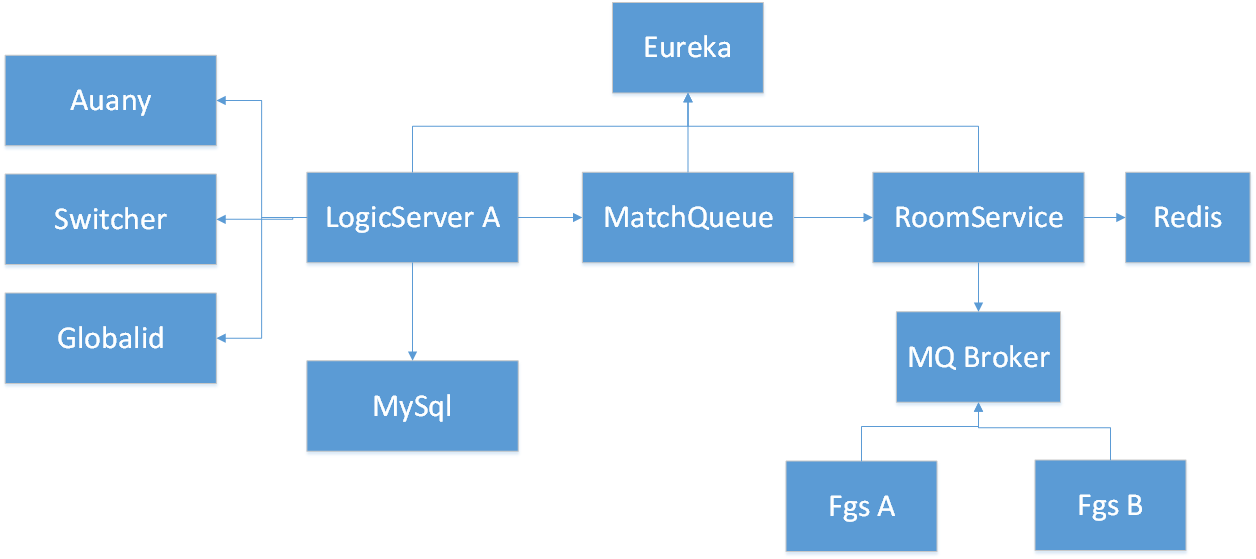 Eureka
Auany
Switcher
LogicServer A
MatchQueue
RoomService
Redis
Globalid
MySql
MQ Broker
Fgs A
Fgs B